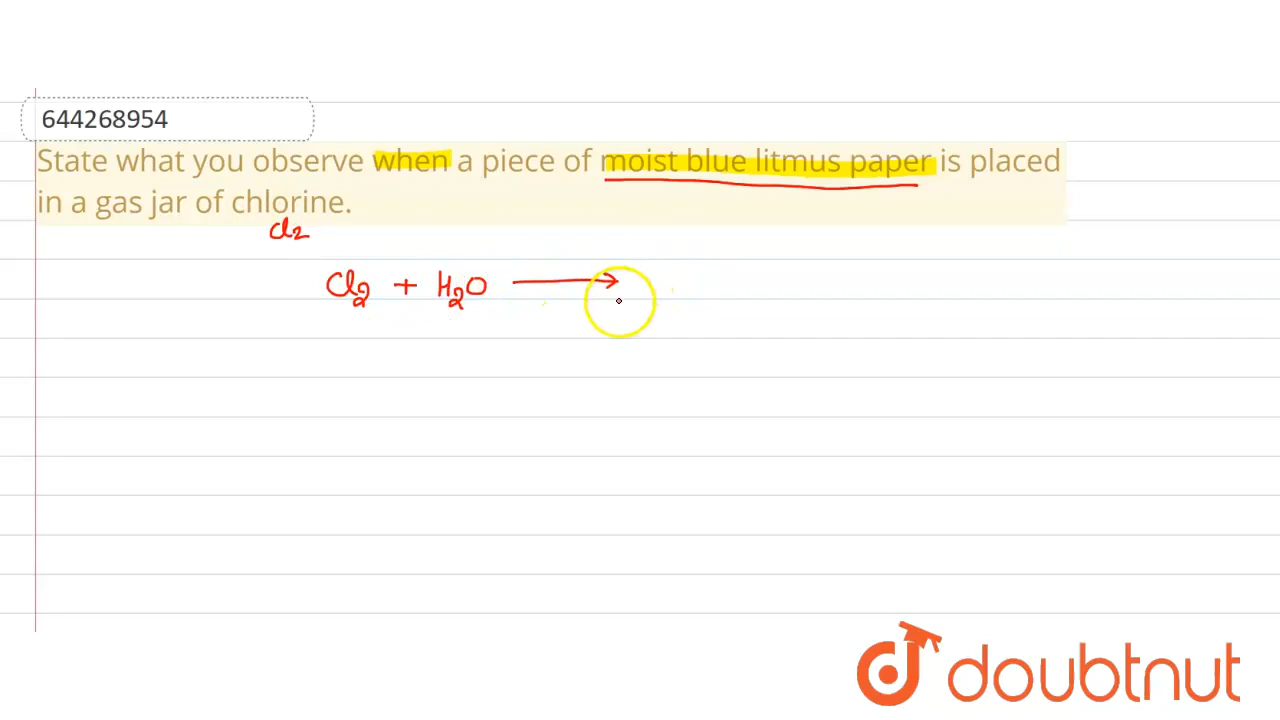 644268954
State what you observe when a piece of moist blue litmus paper is placed
in a gas jar of chlorine.
Cl2
Cl2 + H2O ⟶
doubtnut